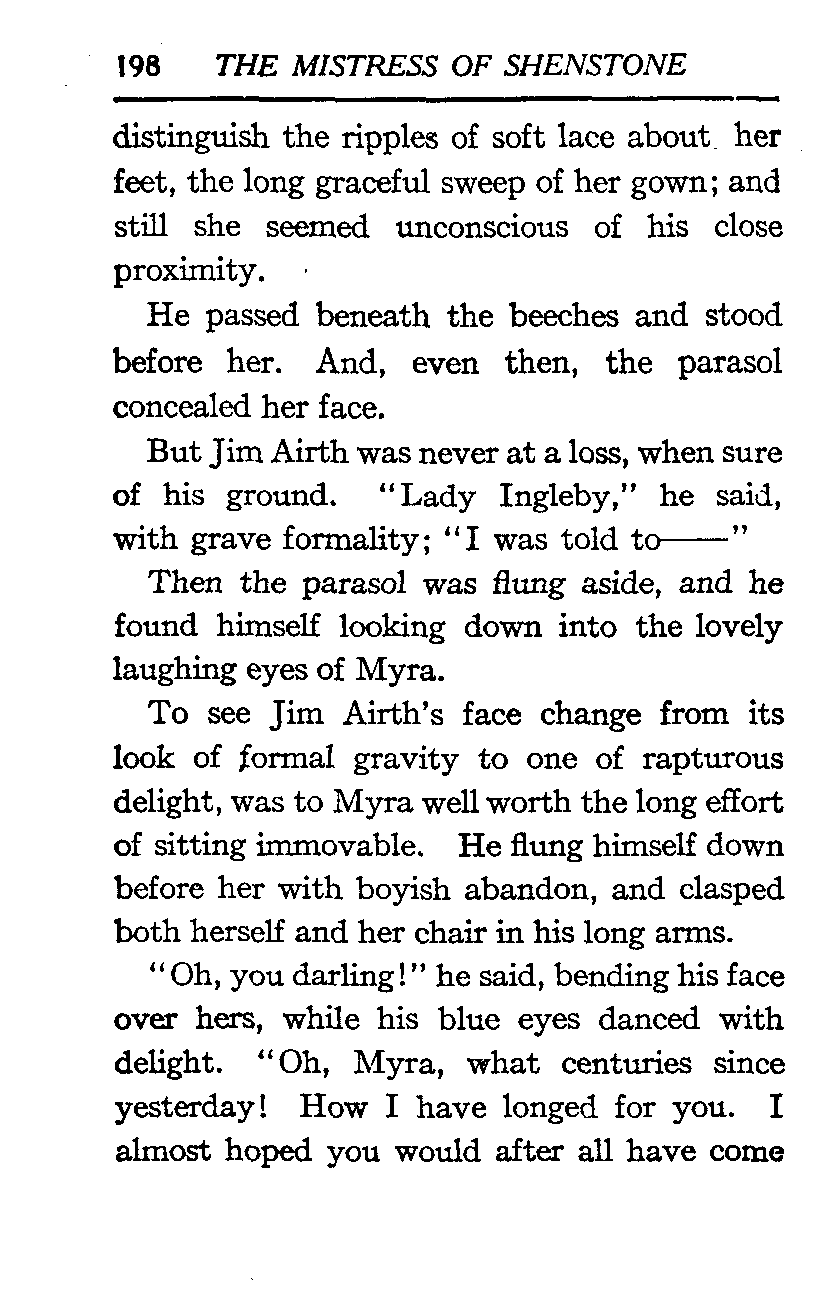 198 THE MISTRESS OF SHENSTONE
distinguish the ripples of soft lace about her
feet, the long graceful sweep of her gown; and
still she seemed unconscious of his close
proximity.
He passed beneath the beeches and stood
before her. And, even then, the parasol
concealed her face.
But Jim Airth was never at a loss, when sure
of his ground. "Lady Ingleby," he said,
with grave formality; "I was told to——"
Then the parasol was flung aside, and he
found himself looking down into the lovely
laughing eyes of Myra.
To see Jim Airth's face change from its
look of formal gravity to one of rapturous
delight, was to Myra well worth the long effort
of sitting immovable. He flung himself down
before her with boyish abandon, and clasped
both herself and her chair in his long arms.
"Oh, you darling!" he said, bending his face
over hers, while his blue eyes danced with
delight. "Oh, Myra, what centuries since
yesterday! How I have longed for you. I
almost hoped you would after all have come